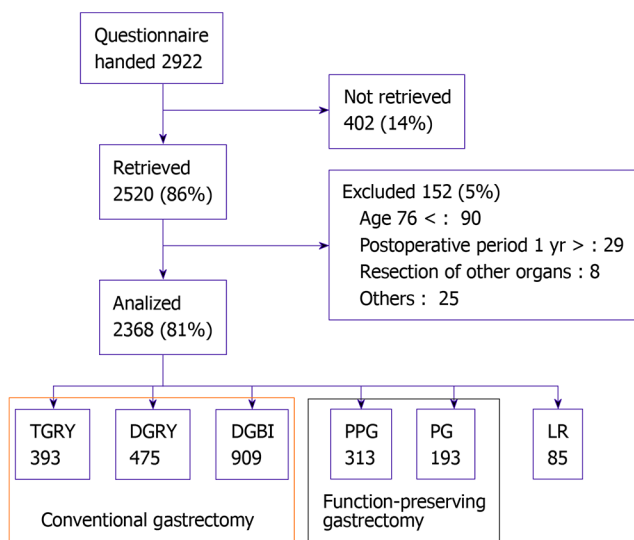 Questionnaire
handed 2922
Not retrieved
402 (14%)
Retrieved
2520 (86%)
Excluded 152 (5%)
Age 76 < : 90
Postoperative period 1 yr > : 29
Resection of other organs : 8
Others : 25
Analized
2368 (81%)
TGRY
393
DGRY
475
DGBI
909
PPG
313
PG
193
LR
85
Conventional gastrectomy
Function-preserving
gastrectomy